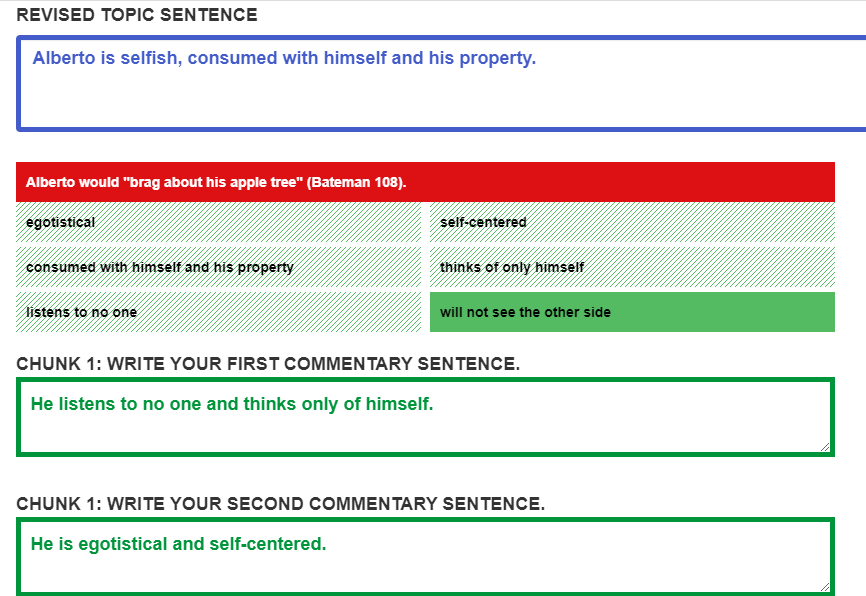 REVISED TOPIC SENTENCE
Alberto is selfish, consumed with himself and his property.
Alberto would "brag about his apple tree" (Bateman 108).
egotistical
self-centered
consumed with himself and his property
thinks of only himself
listens to no one
will not see the other side
CHUNK 1: WRITE YOUR FIRST COMMENTARY SENTENCE.
He listens to no one and thinks only of himself.
CHUNK 1: WRITE YOUR SECOND COMMENTARY SENTENCE.
He is egotistical and self-centered.